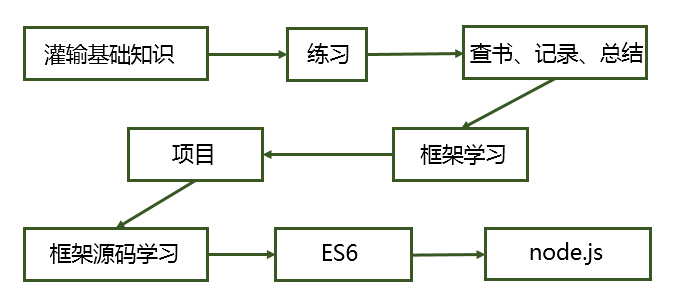 灌输基础知识
练习
查书、记录、总结
框架学习
项目
框架源码学习
ES6
node.js